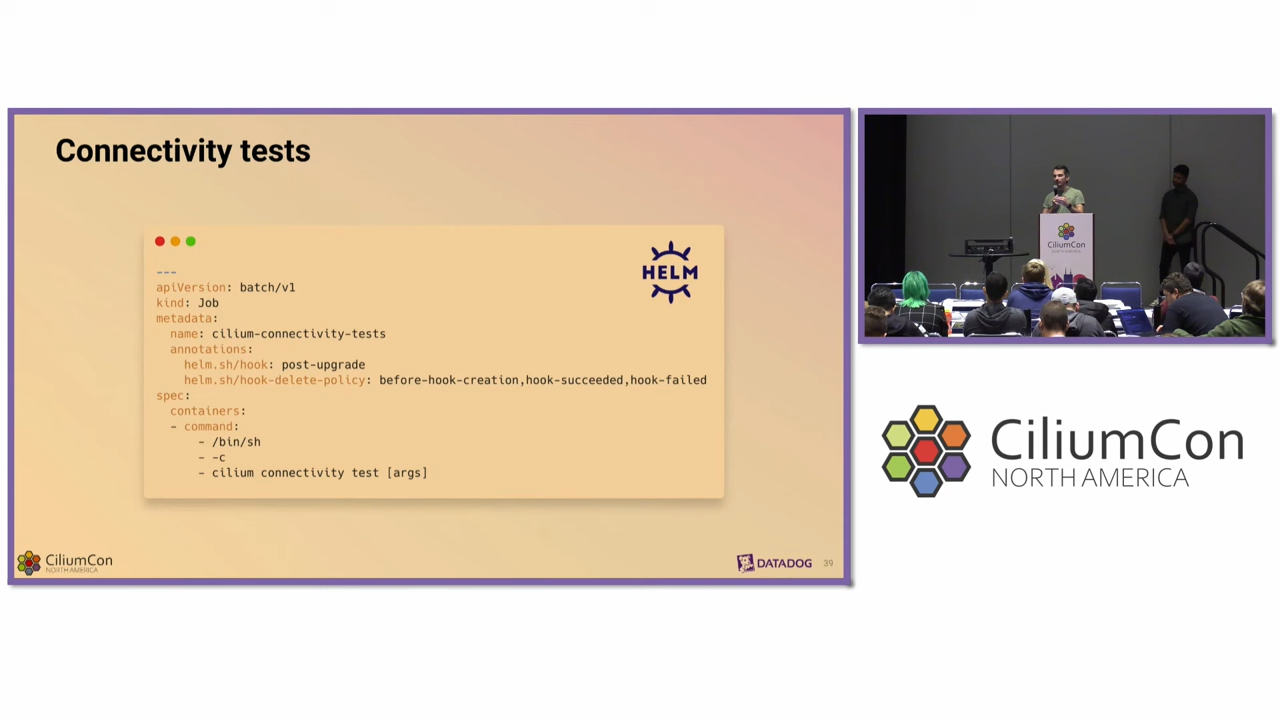 Connectivity tests
HELM
---
apiVersion: batch/v1
kind: Job
metadata:
  name: cilium-connectivity-tests
  annotations:
    helm.sh/hook: post-upgrade
    helm.sh/hook-delete-policy: before-hook-creation,hook-succeeded,hook-failed
spec:
  containers:
  - command:
      - /bin/sh
      - -c
      - cilium connectivity test [args]
CiliumCon
NORTH AMERICA
DATADOG
39
CiliumCon
NORTH AMERICA
CiliumCon
NORTH AMERICA